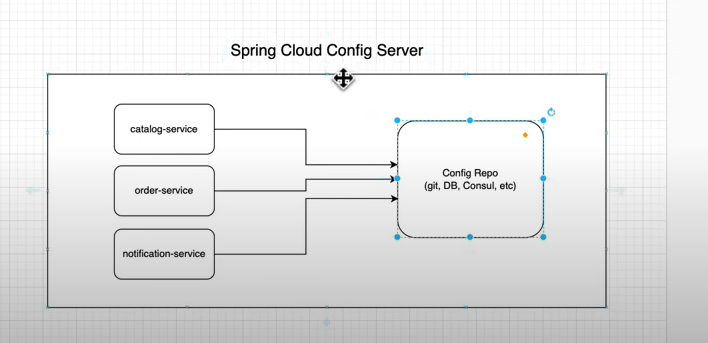 Spring Cloud Config Server
catalog-service
order-service
notification-service
Config Repo
(git, DB, Consul, etc)